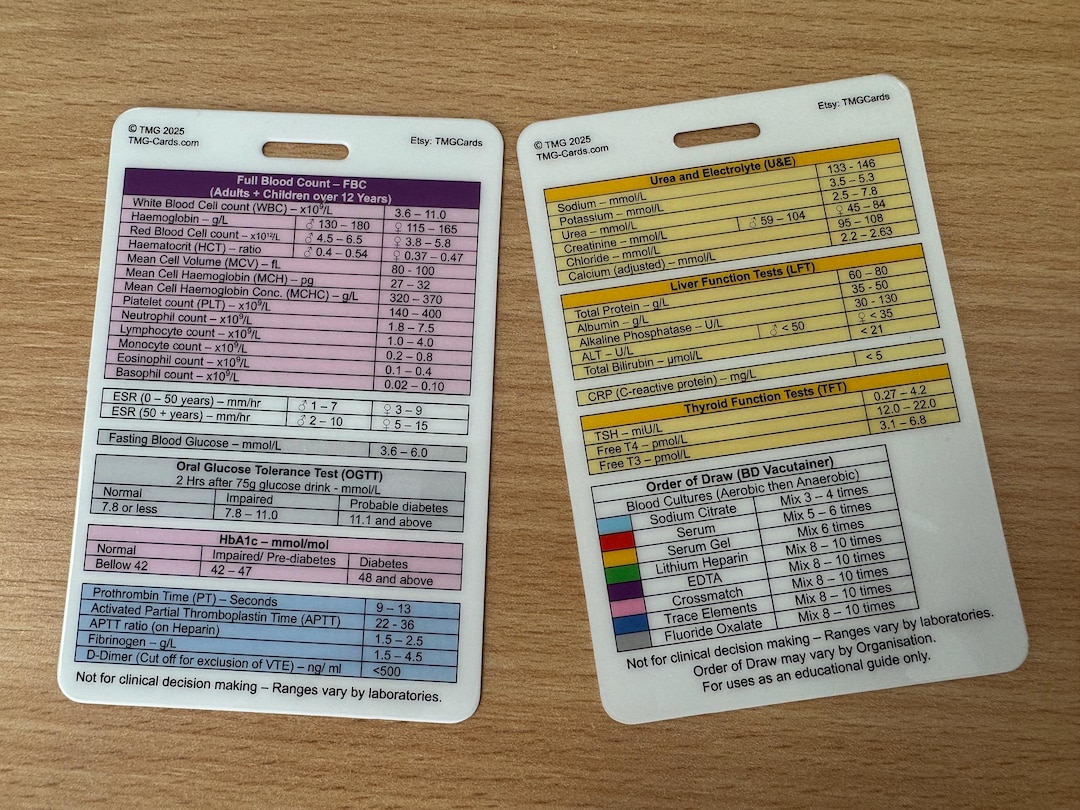 © TMG 2025
TMG-Cards.com
Etsy: TMGCards
Full Blood Count – FBC
(Adults + Children over 12 Years)
White Blood Cell count (WBC) – x10⁹/L 3.6 – 11.0
Haemoglobin – g/L ♂ 130 – 180 ♀ 115 – 165
Red Blood Cell count – x10¹²/L ♂ 4.5 – 6.5 ♀ 3.8 – 5.8
Haematocrit (HCT) – ratio ♂ 0.4 – 0.54 ♀ 0.37 – 0.47
Mean Cell Volume (MCV) – fL 80 - 100
Mean Cell Haemoglobin (MCH) – pg 27 – 32
Mean Cell Haemoglobin Conc. (MCHC) – g/L 320 – 370
Platelet count (PLT) – x10⁹/L 140 – 400
Neutrophil count – x10⁹/L 1.8 – 7.5
Lymphocyte count – x10⁹/L 1.0 – 4.0
Monocyte count – x10⁹/L 0.2 – 0.8
Eosinophil count – x10⁹/L 0.1 – 0.4
Basophil count – x10⁹/L 0.02 – 0.10
ESR (0 – 50 years) – mm/hr ♂ 1 – 7 ♀ 3 – 9
ESR (50 + years) – mm/hr ♂ 2 – 10 ♀ 5 – 15
Fasting Blood Glucose – mmol/L 3.6 – 6.0
Oral Glucose Tolerance Test (OGTT)
2 Hrs after 75g glucose drink - mmol/L
Normal Impaired Probable diabetes
7.8 or less 7.8 – 11.0 11.1 and above
HbA1c – mmol/mol
Normal Impaired/ Pre-diabetes Diabetes
Bellow 42 42 – 47 48 and above
Prothrombin Time (PT) – Seconds 9 – 13
Activated Partial Thromboplastin Time (APTT) 22 - 36
APTT ratio (on Heparin) 1.5 – 2.5
Fibrinogen – g/L 1.5 – 4.5
D-Dimer (Cut off for exclusion of VTE) – ng/ ml <500
Not for clinical decision making – Ranges vary by laboratories.
© TMG 2025
TMG-Cards.com
Etsy: TMGCards
Urea and Electrolyte (U&E)
Sodium – mmol/L 133 - 146
Potassium – mmol/L 3.5 – 5.3
Urea – mmol/L 2.5 – 7.8
Creatinine – mmol/L ♂ 59 – 104 ♀ 45 – 84
Chloride – mmol/L 95 – 108
Calcium (adjusted) – mmol/L 2.2 – 2.63
Liver Function Tests (LFT)
Total Protein – g/L 60 – 80
Albumin – g/L 35 - 50
Alkaline Phosphatase – U/L 30 - 130
ALT – U/L ♂ < 50 ♀ < 35
Total Bilirubin – μmol/L < 21
CRP (C-reactive protein) – mg/L < 5
Thyroid Function Tests (TFT)
TSH – mIU/L 0.27 – 4.2
Free T4 – pmol/L 12.0 – 22.0
Free T3 – pmol/L 3.1 – 6.8
Order of Draw (BD Vacutainer)
Blood Cultures (Aerobic then Anaerobic)
Sodium Citrate Mix 3 – 4 times
Serum Mix 5 – 6 times
Serum Gel Mix 6 times
Lithium Heparin Mix 8 – 10 times
EDTA Mix 8 – 10 times
Crossmatch Mix 8 – 10 times
Trace Elements Mix 8 – 10 times
Fluoride Oxalate Mix 8 – 10 times
Not for clinical decision making – Ranges vary by laboratories.
Order of Draw may vary by Organisation.
For uses as an educational guide only.